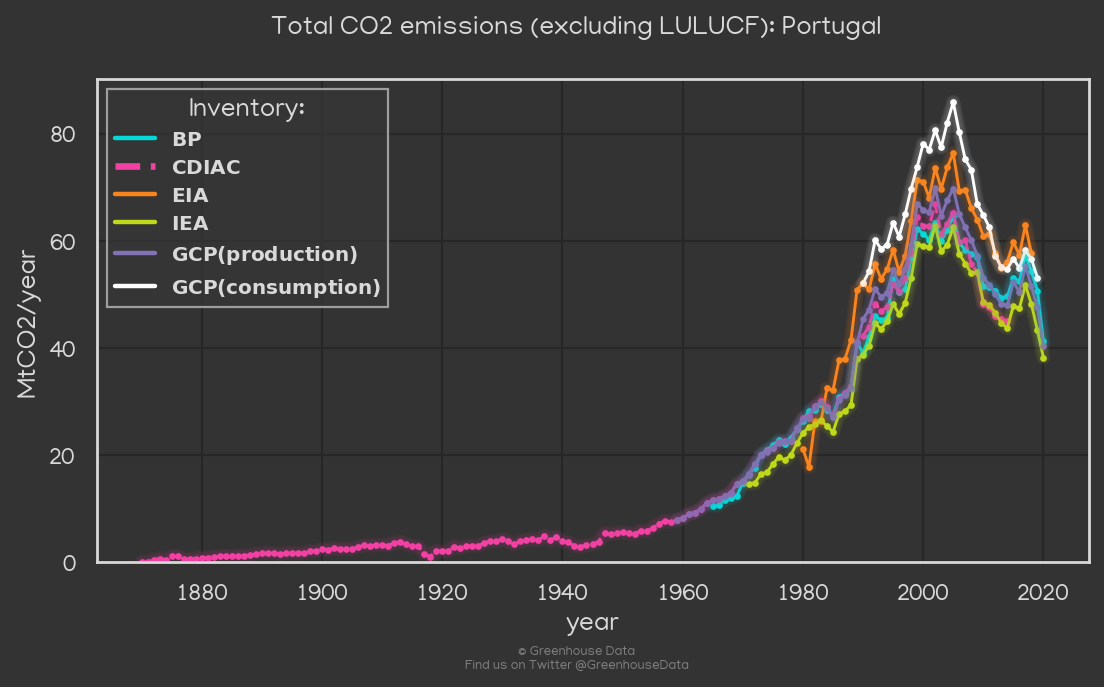 Total CO2 emissions (excluding LULUCF): Portugal
Inventory:
BP
CDIAC
EIA
IEA
GCP(production)
GCP(consumption)
MtCO2/year
80
60
40
20
0
1880 1900 1920 1940 1960 1980 2000 2020
year
© Greenhouse Data
Find us on Twitter @GreenhouseData